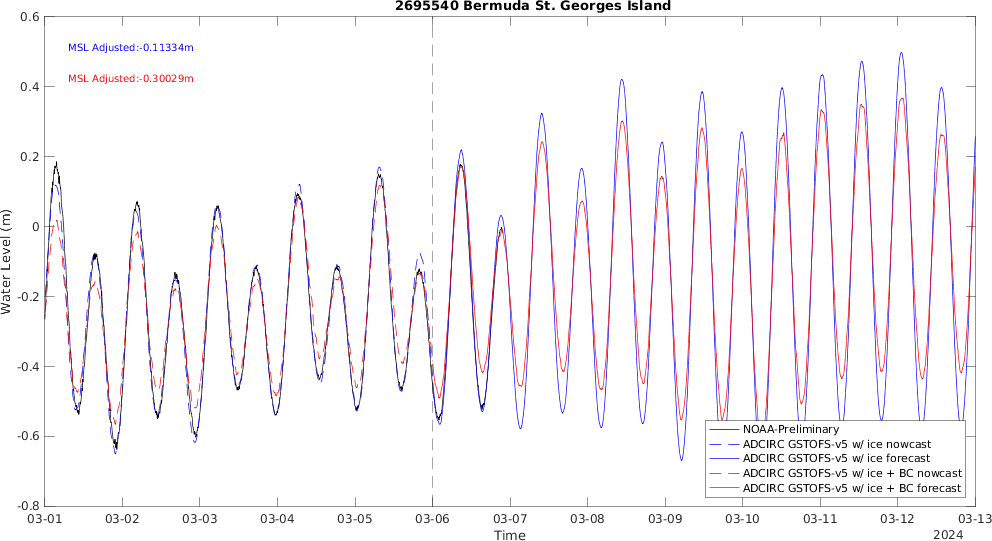 2695540 Bermuda St. Georges Island
MSL Adjusted:-0.11334m
MSL Adjusted:-0.30029m
Water Level (m)
0.6
0.4
0.2
0
-0.2
-0.4
-0.6
-0.8
NOAA-Preliminary
ADCIRC GSTOFS-v5 w/ ice nowcast
ADCIRC GSTOFS-v5 w/ ice forecast
ADCIRC GSTOFS-v5 w/ ice + BC nowcast
ADCIRC GSTOFS-v5 w/ ice + BC forecast
03-01 03-02 03-03 03-04 03-05 03-06 03-07 03-08 03-09 03-10 03-11 03-12 03-13
Time
2024